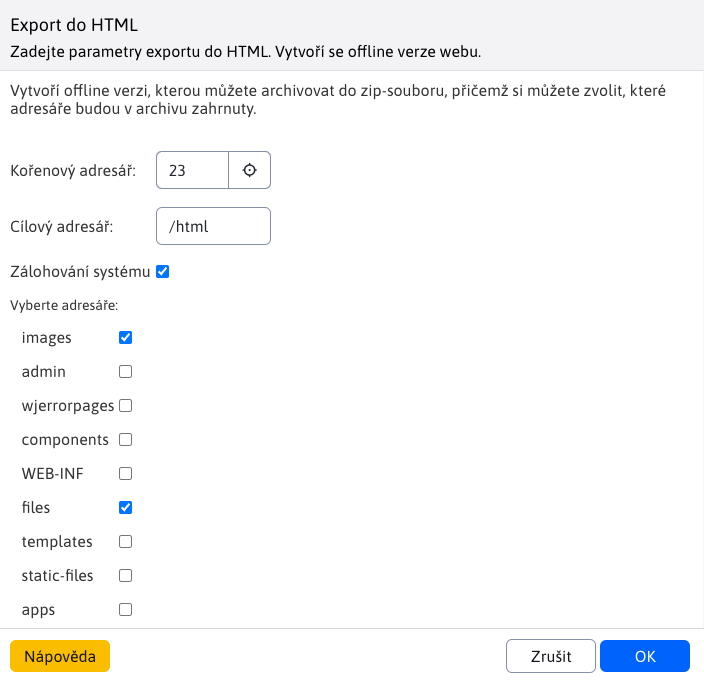 Export do HTML
Zadejte parametry exportu do HTML. Vytvoří se offline verze webu.
Vytvoří offline verzi, kterou můžete archivovat do zip-souboru, přičemž si můžete zvolit, které
adresáře budou v archivu zahrnuty.
Kořenový adresář: 23
Cílový adresář: /html
Zálohování systému
Vyberte adresáře:
images
admin
wjerrorpages
components
WEB-INF
files
templates
static-files
apps
Nápověda Zrušit OK